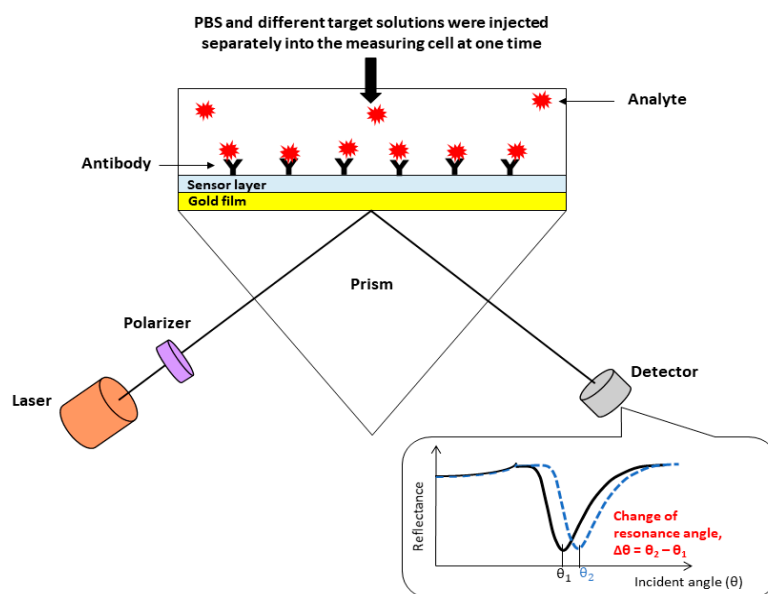 PBS and different target solutions were injected
separately into the measuring cell at one time
Analyte
Antibody
Sensor layer
Gold film
Prism
Polarizer
Laser
Detector
Reflectance
Change of
resonance angle,
Δθ = θ₂ – θ₁
θ₁ θ₂
Incident angle (θ)